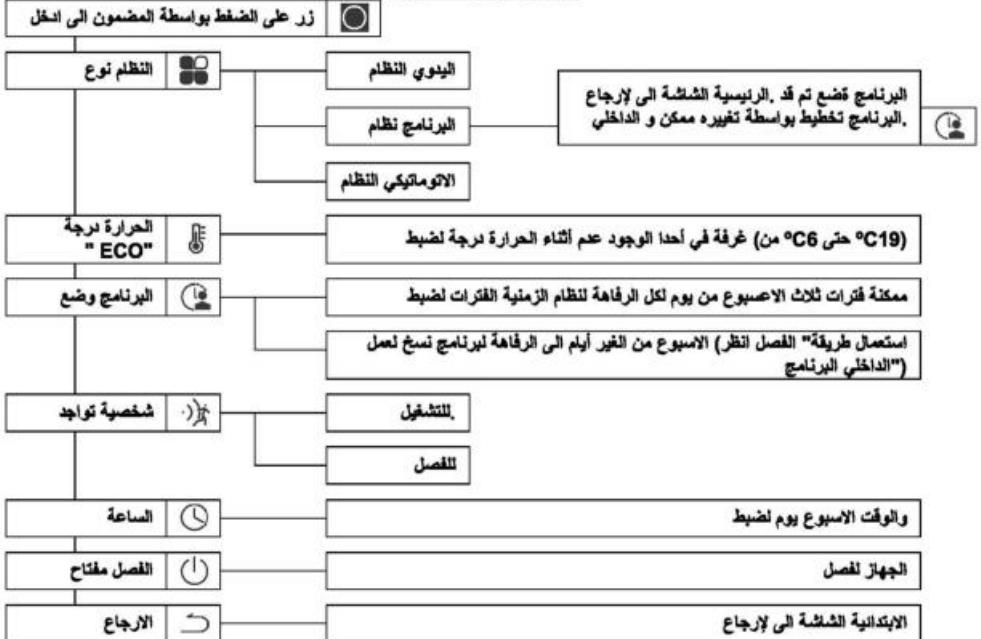 زر على الضغط بواسطة المضمون الى ادخل
النظام نوع
اليدوي النظام
البرنامج نظام
البرنامج قضع تم قد .الرئيسية الشاشة الى لإرجاع
.البرنامج تخطيط بواسطة تغييره ممكن و الداخلي
الاتوماتيكي النظام
الحرارة درجة
"ECO "
(ºC19 حتى ºC6 من) غرفة في أحدا الوجود عدم أثناء الحرارة درجة لضبط
البرنامج وضع
ممكنة فترات ثلاث الاعسبوع من يوم لكل الرفاهة لنظام الزمنية الفترات لضبط
استعمال طريقة" الفصل انظر) الاسبوع من الغير أيام الى الرفاهة لبرنامج نسخ لعمل
("الداخلي البرنامج
شخصية تواجد
.للتشغيل
للفصل
الساعة
والوقت الاسبوع يوم لضبط
الفصل مفتاح
الجهاز لفصل
الارجاع
الابتدائية الشاشة الى لإرجاع